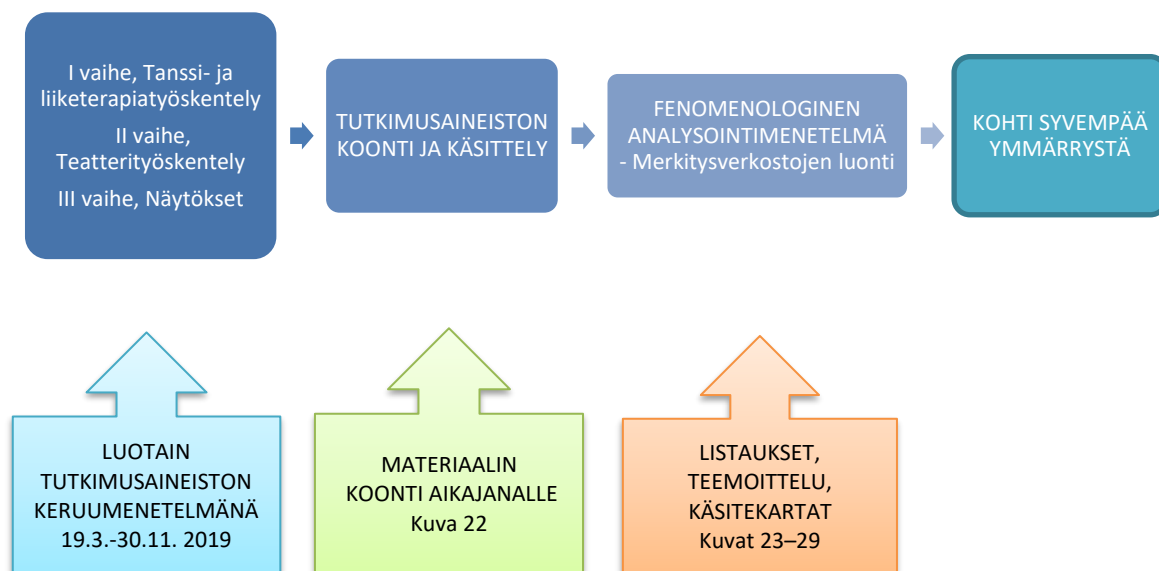 I vaihe, Tanssi- ja
liiketerapiatyöskentely
II vaihe,
Teatterityöskentely
III vaihe, Näytökset
TUTKIMUSAINEISTON
KOONTI JA KÄSITTELY
FENOMENOLOGINEN
ANALYSOINTIMENETELMÄ
- Merkitysverkostojen luonti
KOHTI SYVEMPÄÄ
YMMÄRRYSTÄ
LUOTAIN
TUTKIMUSAINEISTON
KERUUMENETELMÄNÄ
19.3.-30.11. 2019
MATERIAALIN
KOONTI AIKAJANALLE
Kuva 22
LISTAUKSET,
TEEMOITTELU,
KÄSITEKARTAT
Kuvat 23–29